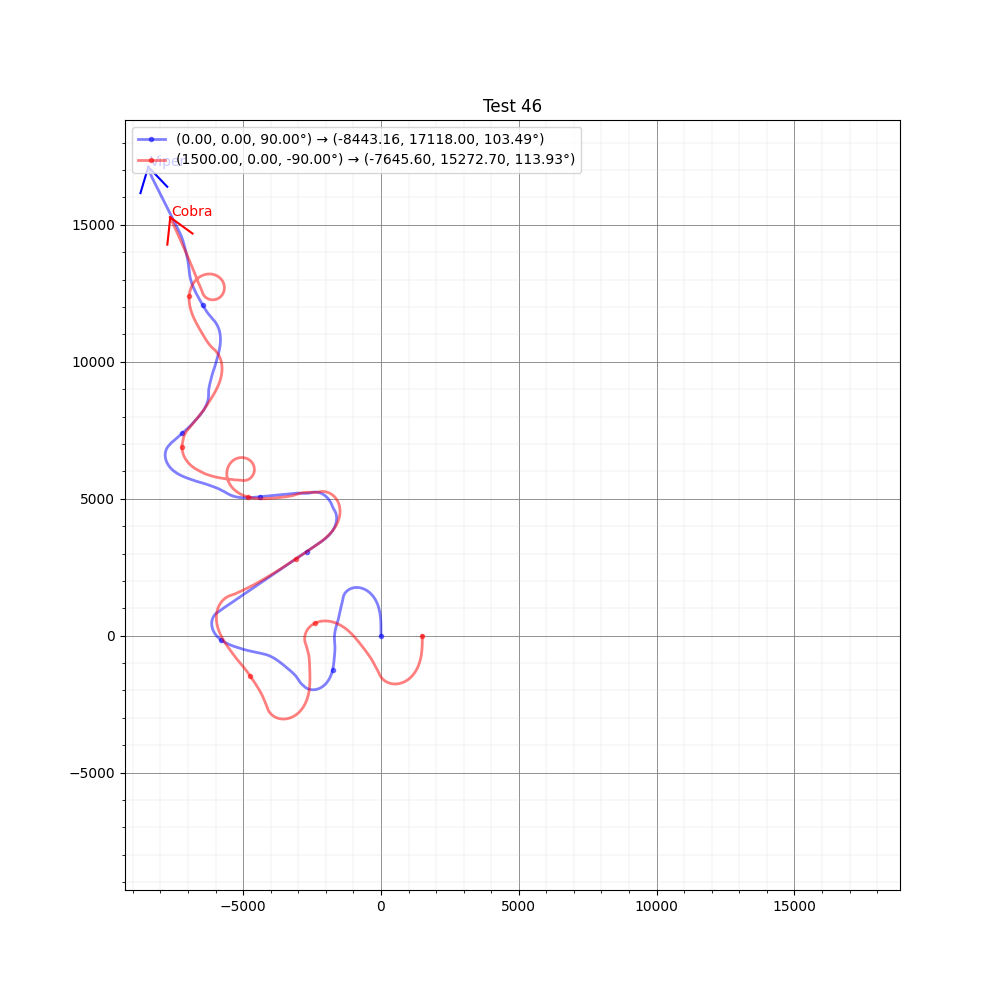 Test 46
(0.00, 0.00, 90.00°) → (-8443.16, 17118.00, 103.49°)
(1500.00, 0.00, -90.00°) → (-7645.60, 15272.70, 113.93°)
Viper
Cobra
15000
10000
5000
0
−5000
−5000
0
5000
10000
15000